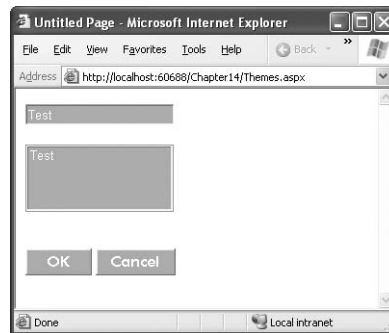 Untitled Page - Microsoft Internet Explorer
File Edit View Favorites Tools Help Back »
Address http://localhost:60688/Chapter14/Themes.aspx
Test
Test
OK Cancel
Done Local intranet